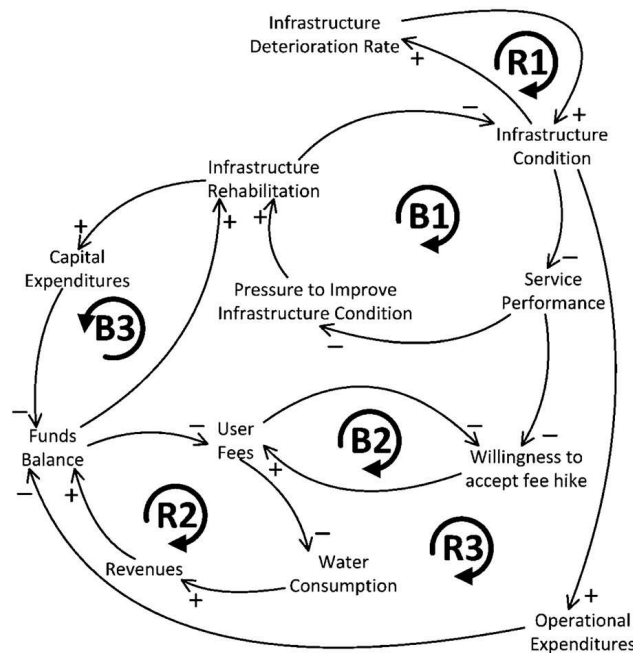 Infrastructure
Deterioration Rate
+
R1
+
−
Infrastructure
Condition
Infrastructure
Rehabilitation
+
+
B1
+
Capital
Expenditures
−
Service
Performance
Pressure to Improve
Infrastructure Condition
B3
−
−
−
−
−
Funds
Balance
User
Fees
B2
Willingness to
accept fee hike
+
−
+
R2
−
R3
Revenues
Water
Consumption
+
+
Operational
Expenditures